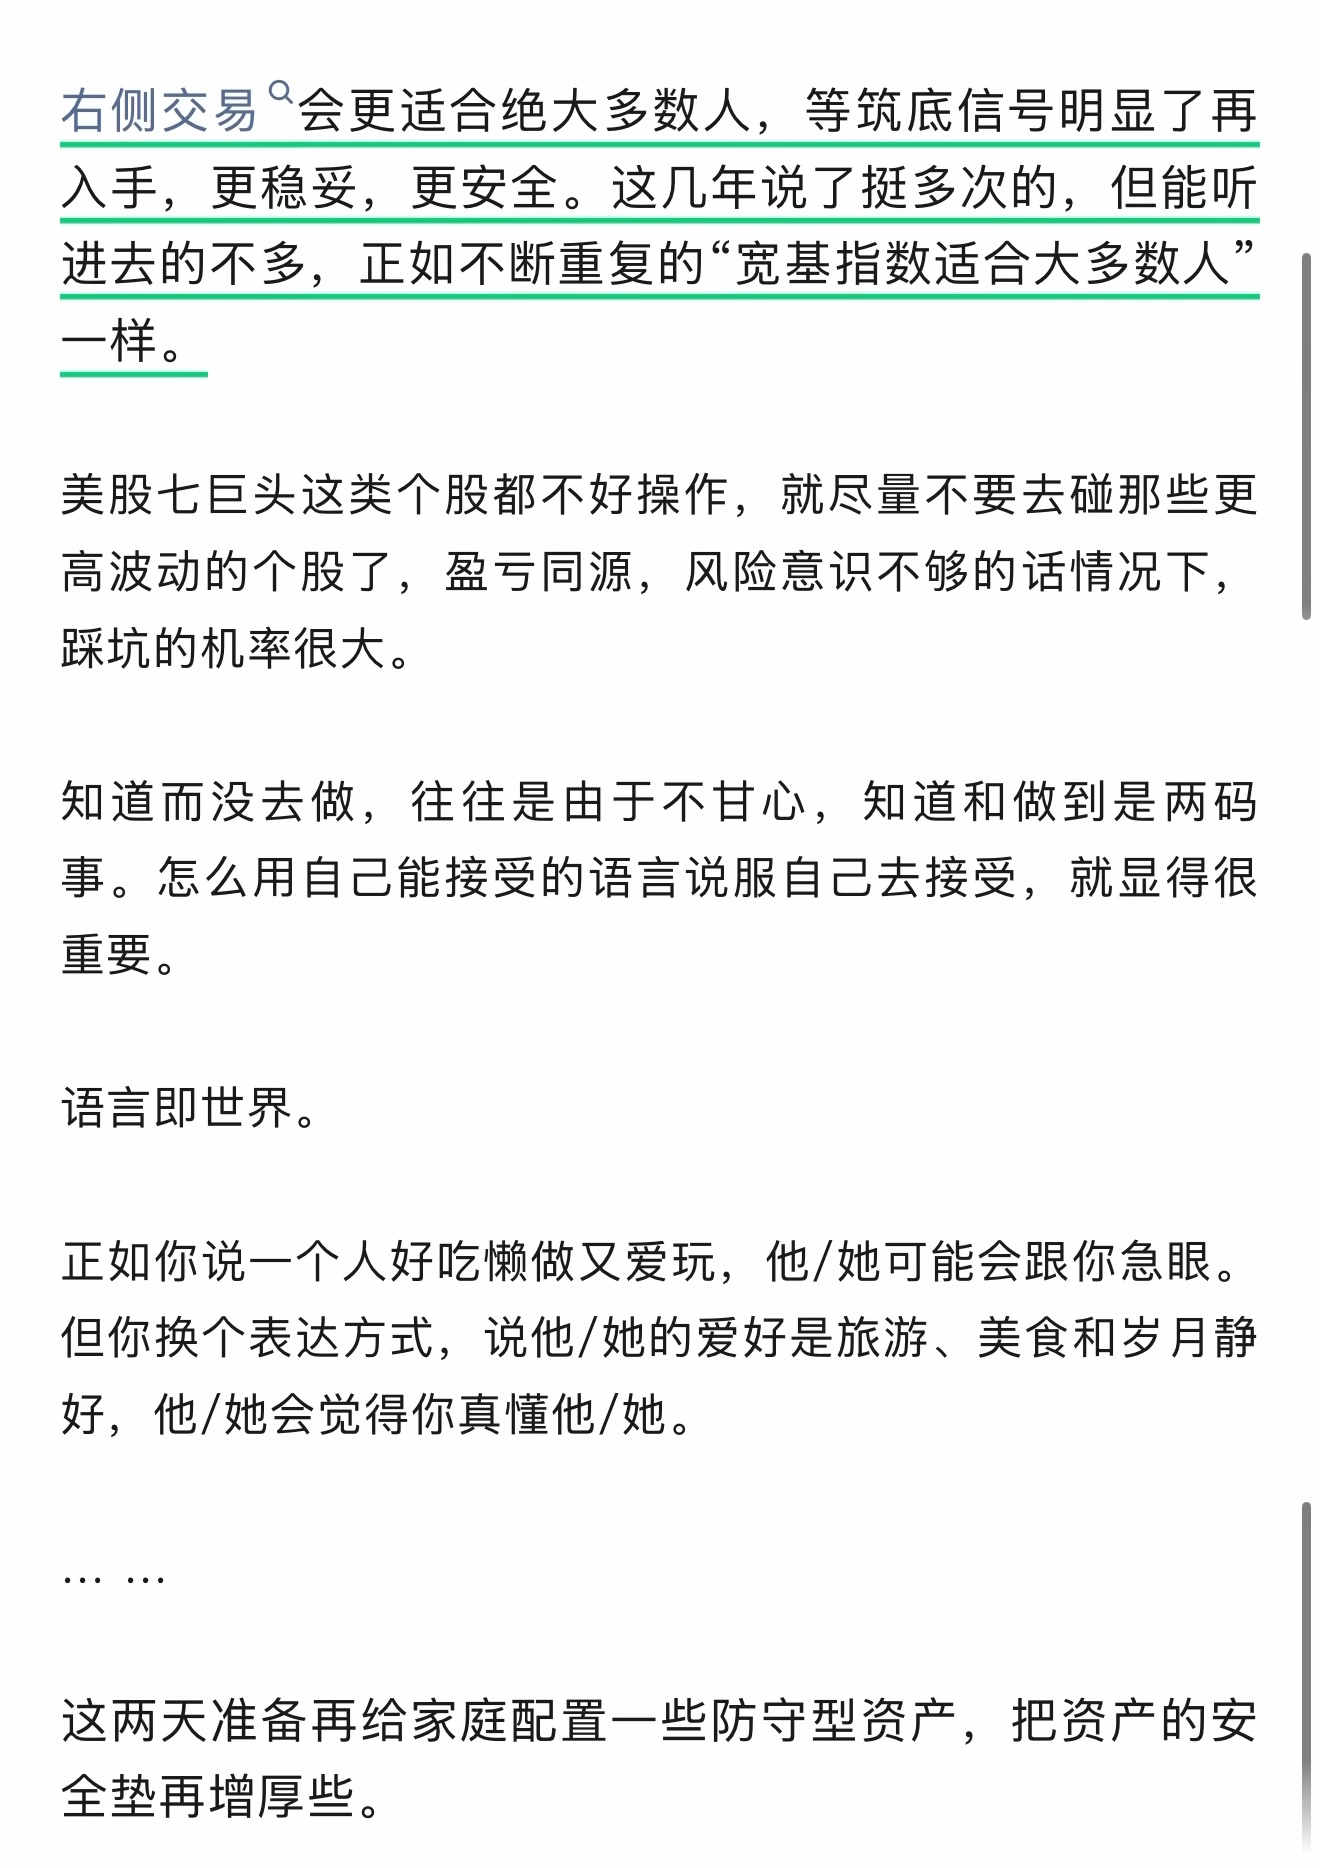 右侧交易会更适合绝大多数人，等筑底信号明显了再
入手，更稳妥，更安全。这几年说了挺多次的，但能听
进去的不多，正如不断重复的“宽基指数适合大多数人”
一样。
美股七巨头这类个股都不好操作，就尽量不要去碰那些更
高波动的个股了，盈亏同源，风险意识不够的话情况下，
踩坑的机率很大。
知道而没去做，往往是由于不甘心，知道和做到是两码
事。怎么用自己能接受的语言说服自己去接受，就显得很
重要。
语言即世界。
正如你说一个人好吃懒做又爱玩，他/她可能会跟你急眼。
但你换个表达方式，说他/她的爱好是旅游、美食和岁月静
好，他/她会觉得你真懂他/她。
… …
这两天准备再给家庭配置一些防守型资产，把资产的安
全垫再增厚些。